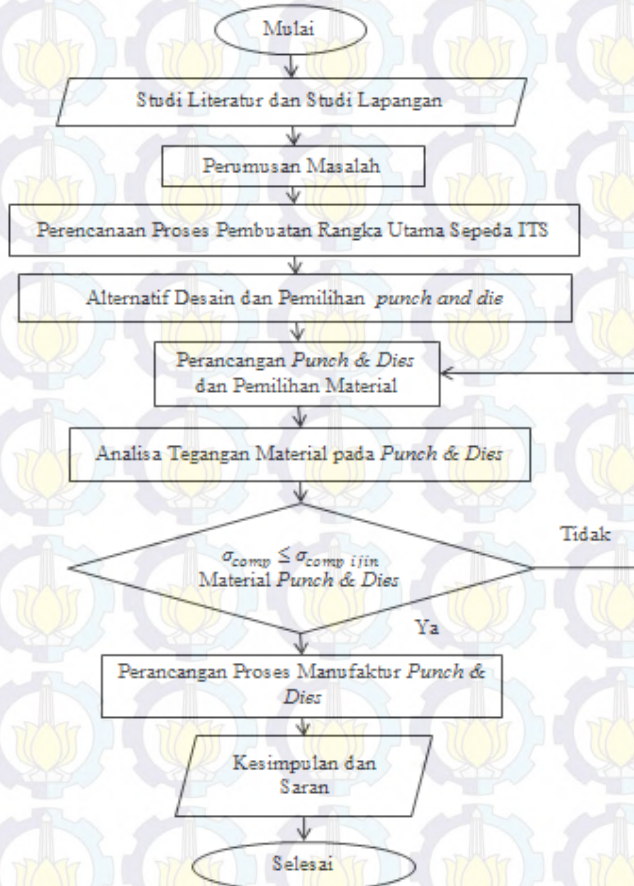 Mulai
Studi Literatur dan Studi Lapangan
Perumusan Masalah
Perencanaan Proses Pembuatan Rangka Utama Sepeda ITS
Alternatif Desain dan Pemilihan punch and die
Perancangan Punch & Dies
dan Pemilihan Material
Analisa Tegangan Material pada Punch & Dies
σcomp ≤ σcomp ijin
Material Punch & Dies
Tidak
Ya
Perancangan Proses Manufaktur Punch &
Dies
Kesimpulan dan
Saran
Selesai